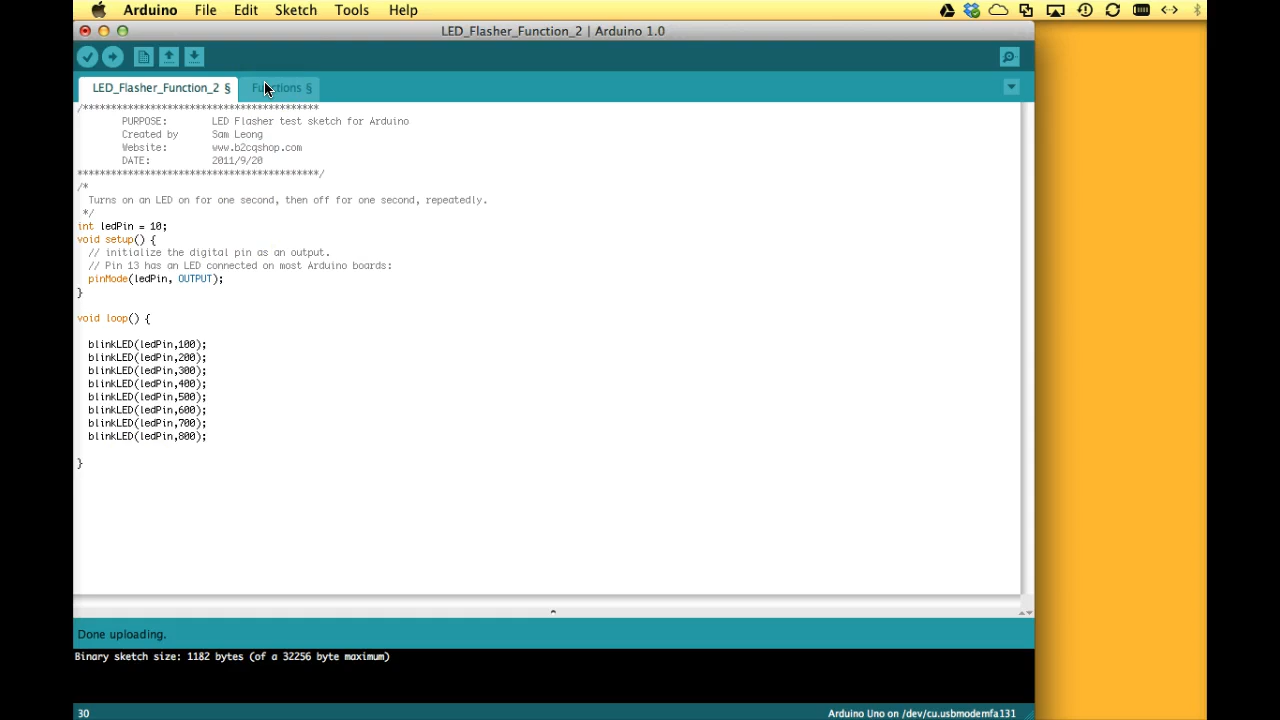 Arduino File Edit Sketch Tools Help
LED_Flasher_Function_2 | Arduino 1.0
LED_Flasher_Function_2 § Functions §
/*******************************************
PURPOSE: LED Flasher test sketch for Arduino
Created by Sam Leong
Website: www.b2cqshop.com
DATE: 2011/9/20
*******************************************/
/*
Turns on an LED on for one second, then off for one second, repeatedly.
*/
int ledPin = 10;
void setup() {
// initialize the digital pin as an output.
// Pin 13 has an LED connected on most Arduino boards:
pinMode(ledPin, OUTPUT);
}
void loop() {
blinkLED(ledPin,100);
blinkLED(ledPin,200);
blinkLED(ledPin,300);
blinkLED(ledPin,400);
blinkLED(ledPin,500);
blinkLED(ledPin,600);
blinkLED(ledPin,700);
blinkLED(ledPin,800);
}
Done uploading.
Binary sketch size: 1182 bytes (of a 32256 byte maximum)
30 Arduino Uno on /dev/cu.usbmodemfa131